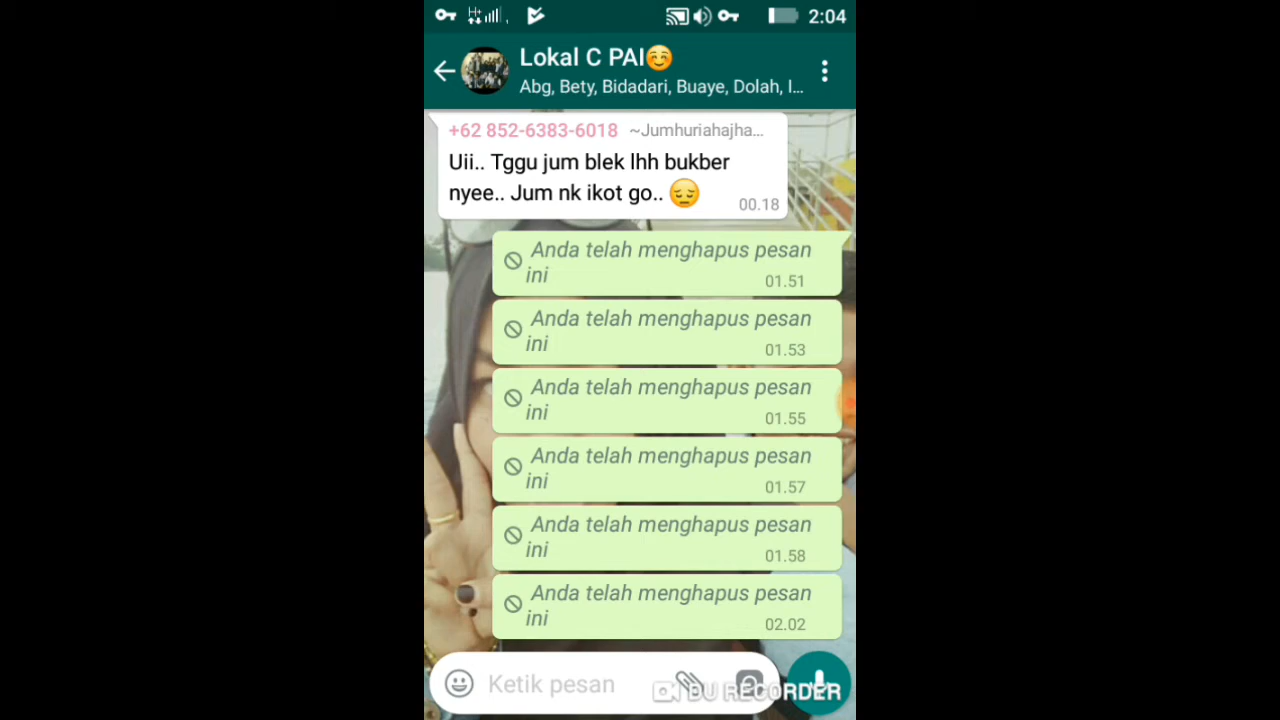 2:04
Lokal C PAI☺️
Abg, Bety, Bidadari, Buaye, Dolah, I...
+62 852-6383-6018 ~Jumhuriahajha...
Uii.. Tggu jum blek lhh bukber
nyee.. Jum nk ikot go.. 😔
00.18
Anda telah menghapus pesan
ini
01.51
Anda telah menghapus pesan
ini
01.53
Anda telah menghapus pesan
ini
01.55
Anda telah menghapus pesan
ini
01.57
Anda telah menghapus pesan
ini
01.58
Anda telah menghapus pesan
ini
02.02
Ketik pesan
DU RECORDER